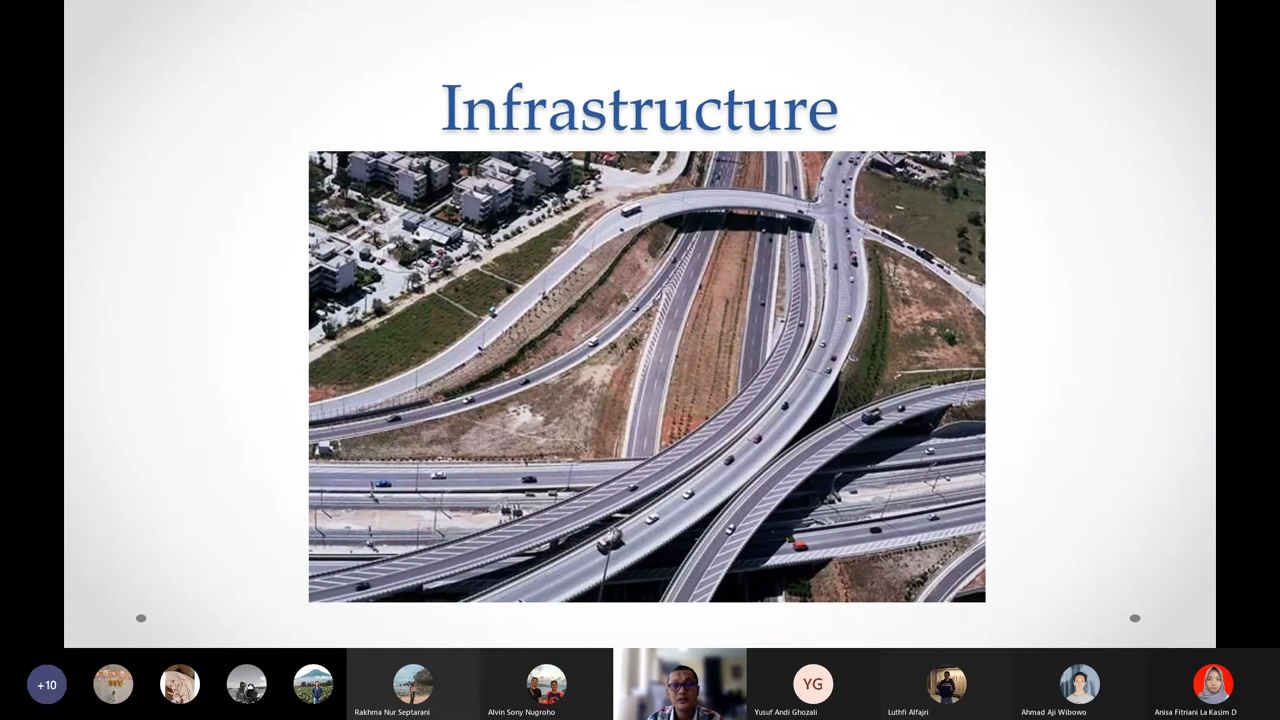 Infrastructure
+10
Rakhma Nur Septarani
Alvin Sony Nugroho
YG
Yusuf Andi Ghozali
Luthfi Alfajri
Ahmad Aji Wibowo
Anisa Fitriani La Kasim D